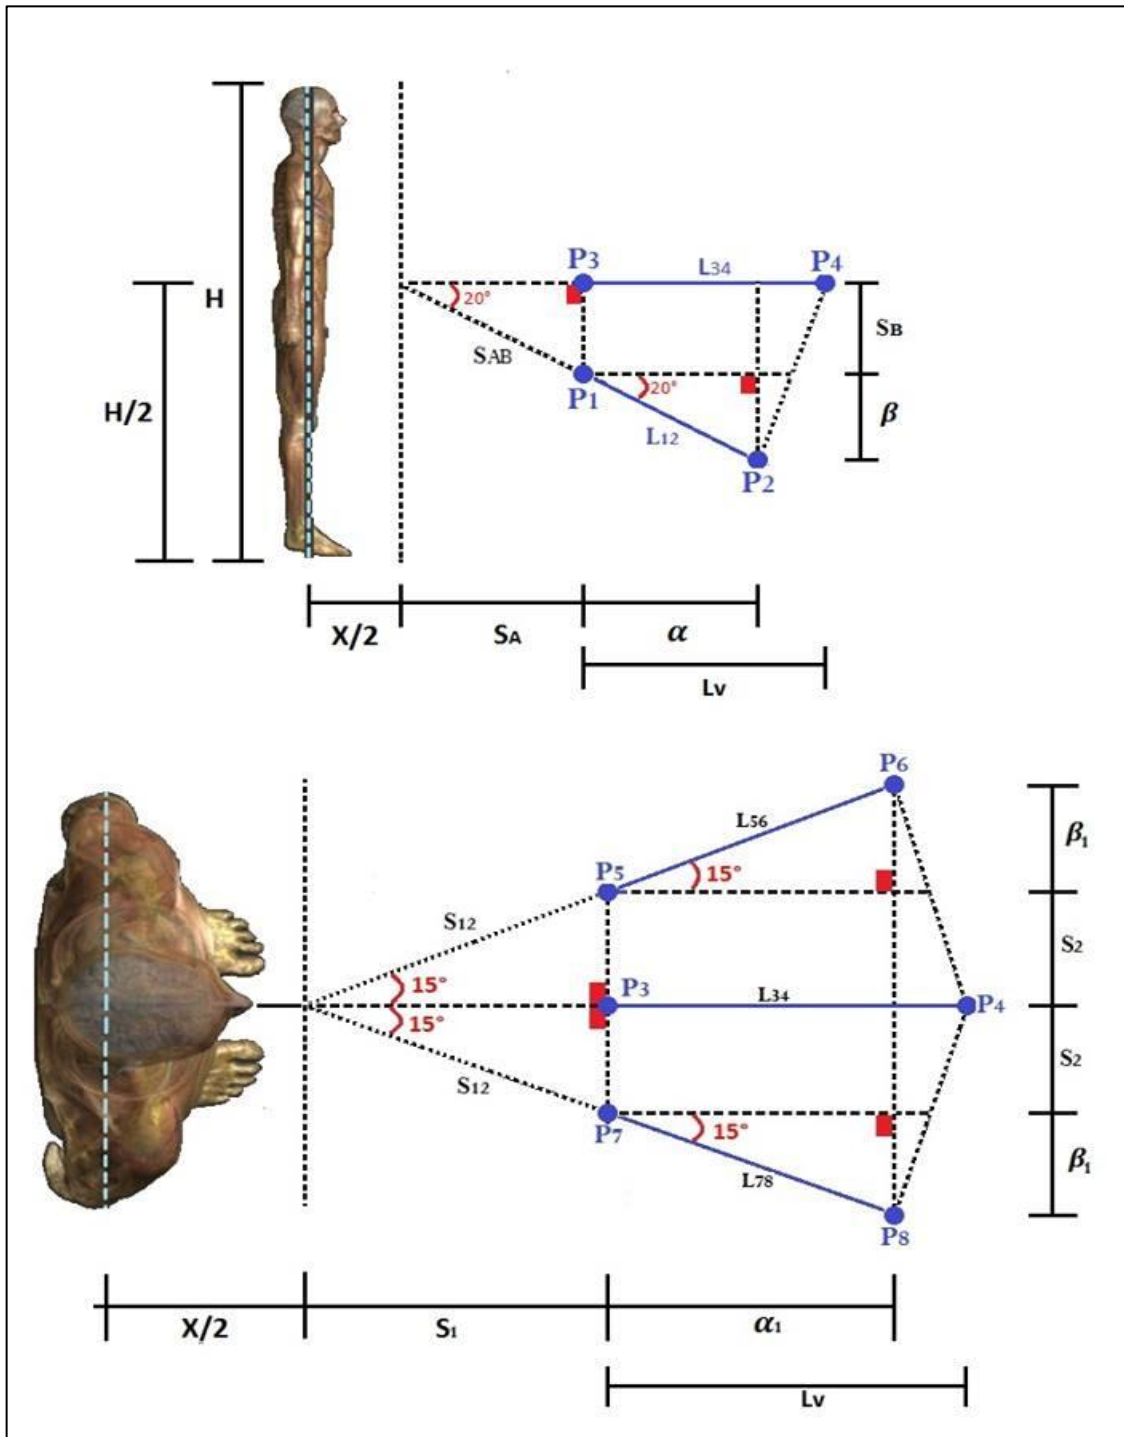 P3
L34
P4
H
20°
SB
SAB
P1
20°
H/2
L12
β
P2
X/2
SA
α
Lv
P6
L56
β1
P5
15°
S12
S2
15°
P3
L34
P4
15°
S2
S12
P7
15°
β1
L78
P8
X/2
S1
α1
Lv